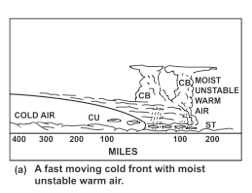 CB
CB
MOIST
UNSTABLE
WARM
AIR
CB
COLD AIR
CU
ST
400 300 200 100 100 200
MILES
(a) A fast moving cold front with moist
unstable warm air.